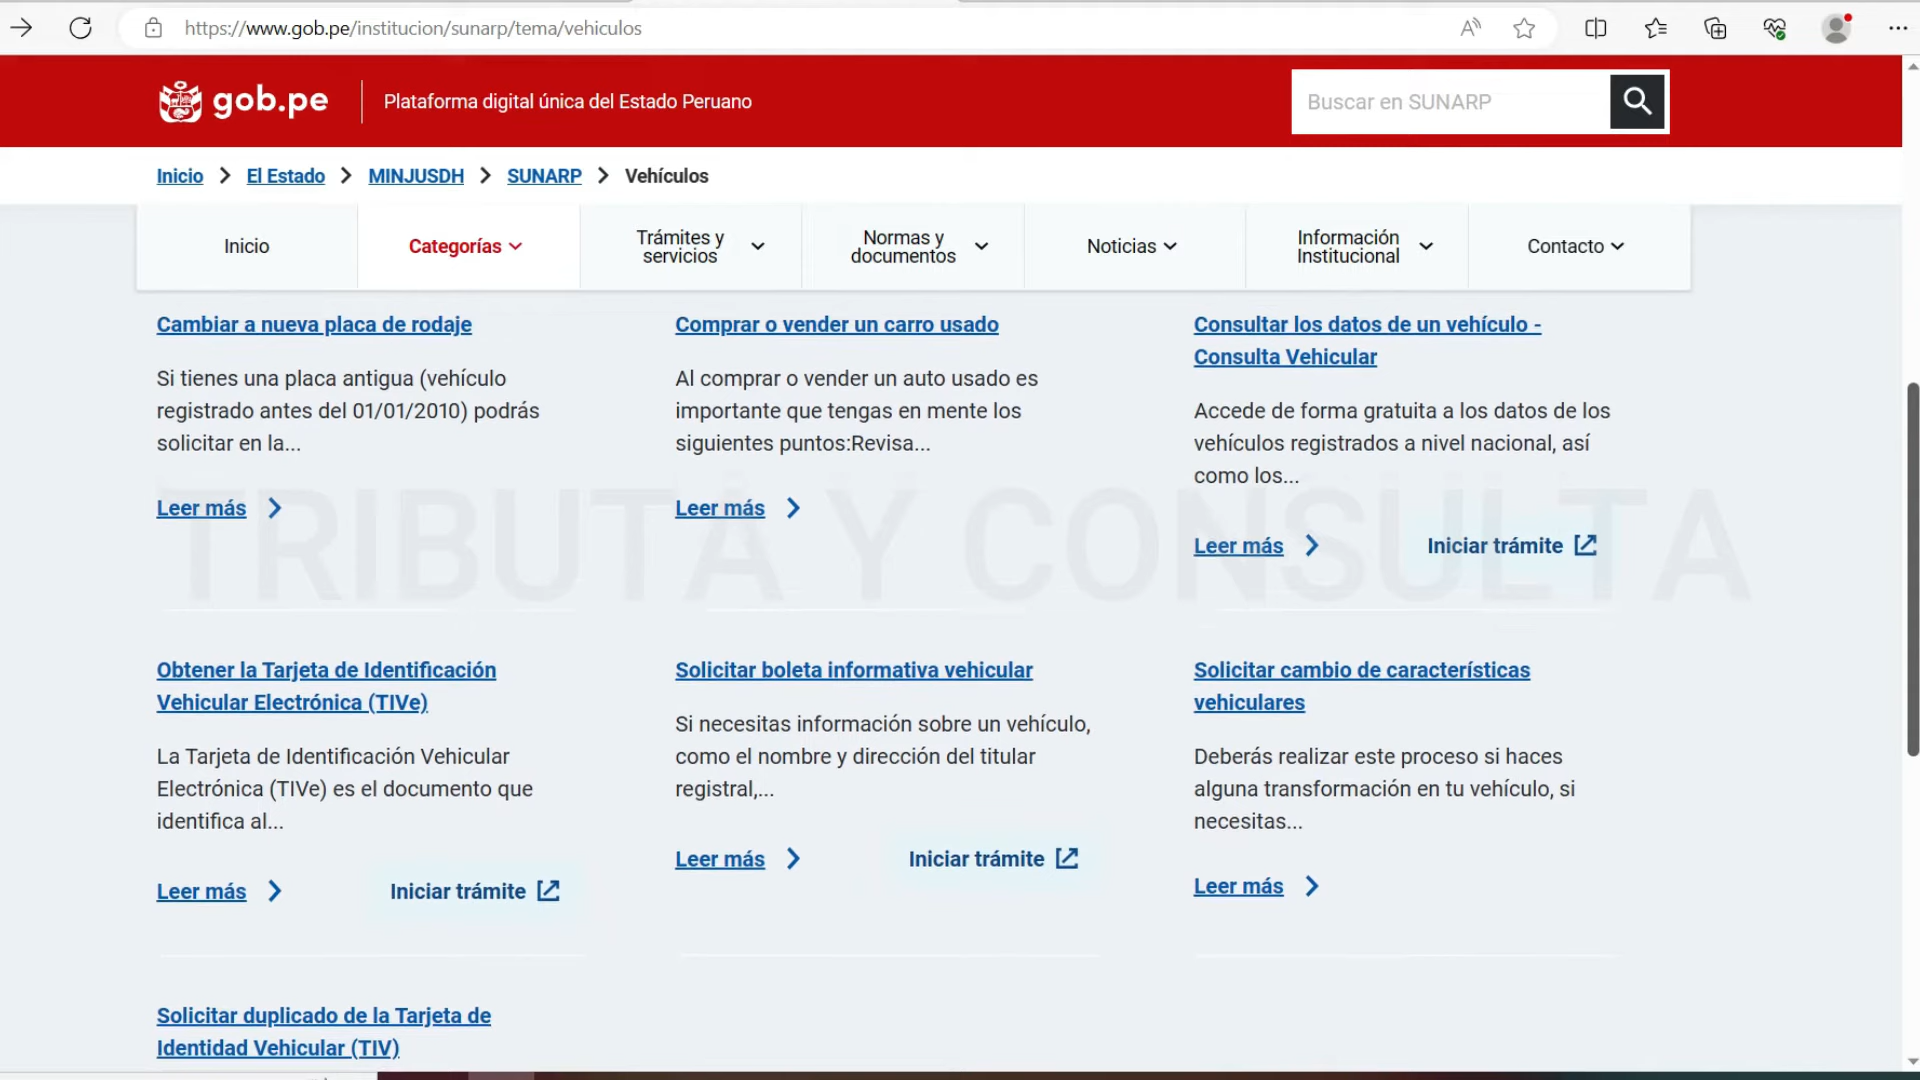 https://www.gob.pe/institucion/sunarp/tema/vehiculos
gob.pe
Plataforma digital única del Estado Peruano
Buscar en SUNARP
Inicio > El Estado > MINJUSDH > SUNARP > Vehículos
Inicio
Categorías
Trámites y
servicios
Normas y
documentos
Noticias
Información
Institucional
Contacto
Cambiar a nueva placa de rodaje
Si tienes una placa antigua (vehículo
registrado antes del 01/01/2010) podrás
solicitar en la...
Leer más
Comprar o vender un carro usado
Al comprar o vender un auto usado es
importante que tengas en mente los
siguientes puntos:Revisa...
Leer más
Consultar los datos de un vehículo -
Consulta Vehicular
Accede de forma gratuita a los datos de los
vehículos registrados a nivel nacional, así
como los...
Leer más
Iniciar trámite
TRIBUTA Y CONSULTA
Obtener la Tarjeta de Identificación
Vehicular Electrónica (TIVe)
La Tarjeta de Identificación Vehicular
Electrónica (TIVe) es el documento que
identifica al...
Leer más
Iniciar trámite
Solicitar boleta informativa vehicular
Si necesitas información sobre un vehículo,
como el nombre y dirección del titular
registral,...
Leer más
Iniciar trámite
Solicitar cambio de características
vehiculares
Deberás realizar este proceso si haces
alguna transformación en tu vehículo, si
necesitas...
Leer más
Solicitar duplicado de la Tarjeta de
Identidad Vehicular (TIV)